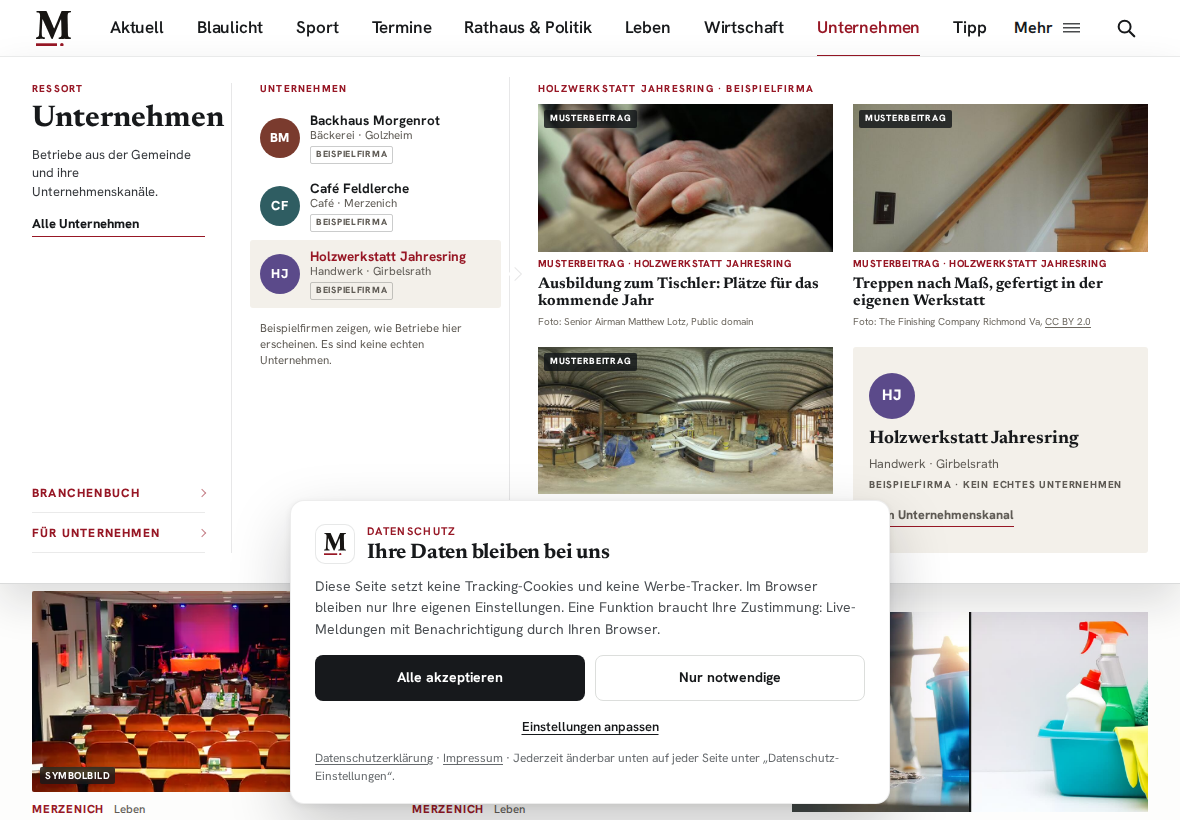 M
Aktuell Blaulicht Sport Termine Rathaus & Politik Leben Wirtschaft Unternehmen Tipp Mehr
RESSORT
Unternehmen
Betriebe aus der Gemeinde
und ihre
Unternehmenskanäle.
Alle Unternehmen
BRANCHENBUCH
FÜR UNTERNEHMEN
UNTERNEHMEN
BM
Backhaus Morgenrot
Bäckerei · Golzheim
BEISPIELFIRMA
CF
Café Feldlerche
Café · Merzenich
BEISPIELFIRMA
HJ
Holzwerkstatt Jahresring
Handwerk · Girbelsrath
BEISPIELFIRMA
Beispielfirmen zeigen, wie Betriebe hier
erscheinen. Es sind keine echten
Unternehmen.
HOLZWERKSTATT JAHRESRING · BEISPIELFIRMA
MUSTERBEITRAG
MUSTERBEITRAG · HOLZWERKSTATT JAHRESRING
Ausbildung zum Tischler: Plätze für das
kommende Jahr
Foto: Senior Airman Matthew Lotz, Public domain
MUSTERBEITRAG
MUSTERBEITRAG · HOLZWERKSTATT JAHRESRING
Treppen nach Maß, gefertigt in der
eigenen Werkstatt
Foto: The Finishing Company Richmond Va, CC BY 2.0
MUSTERBEITRAG
HJ
Holzwerkstatt Jahresring
Handwerk · Girbelsrath
BEISPIELFIRMA · KEIN ECHTES UNTERNEHMEN
Unternehmenskanal
M
DATENSCHUTZ
Ihre Daten bleiben bei uns
Diese Seite setzt keine Tracking-Cookies und keine Werbe-Tracker. Im Browser
bleiben nur Ihre eigenen Einstellungen. Eine Funktion braucht Ihre Zustimmung: Live-
Meldungen mit Benachrichtigung durch Ihren Browser.
Alle akzeptieren
Nur notwendige
Einstellungen anpassen
Datenschutzerklärung · Impressum · Jederzeit änderbar unten auf jeder Seite unter „Datenschutz-
Einstellungen“.
SYMBOLBILD
MERZENICH Leben
MERZENICH Leben